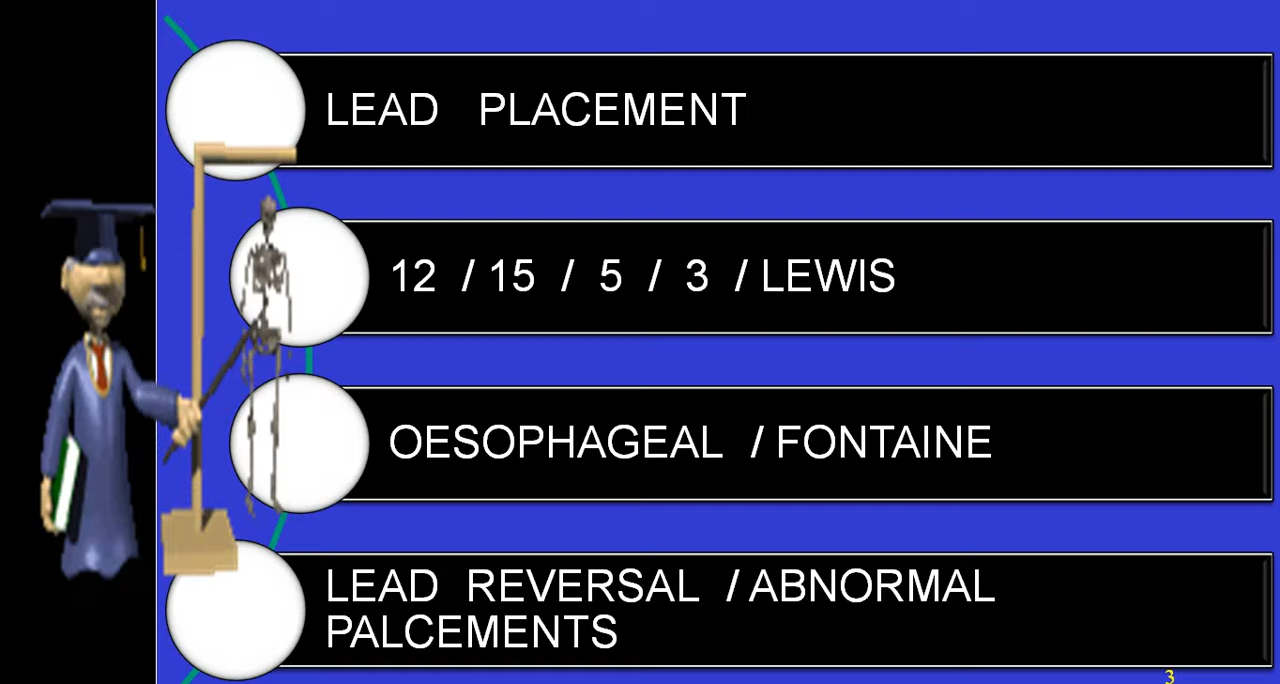 LEAD PLACEMENT
12 / 15 / 5 / 3 / LEWIS
OESOPHAGEAL / FONTAINE
LEAD REVERSAL / ABNORMAL
PALCEMENTS
3